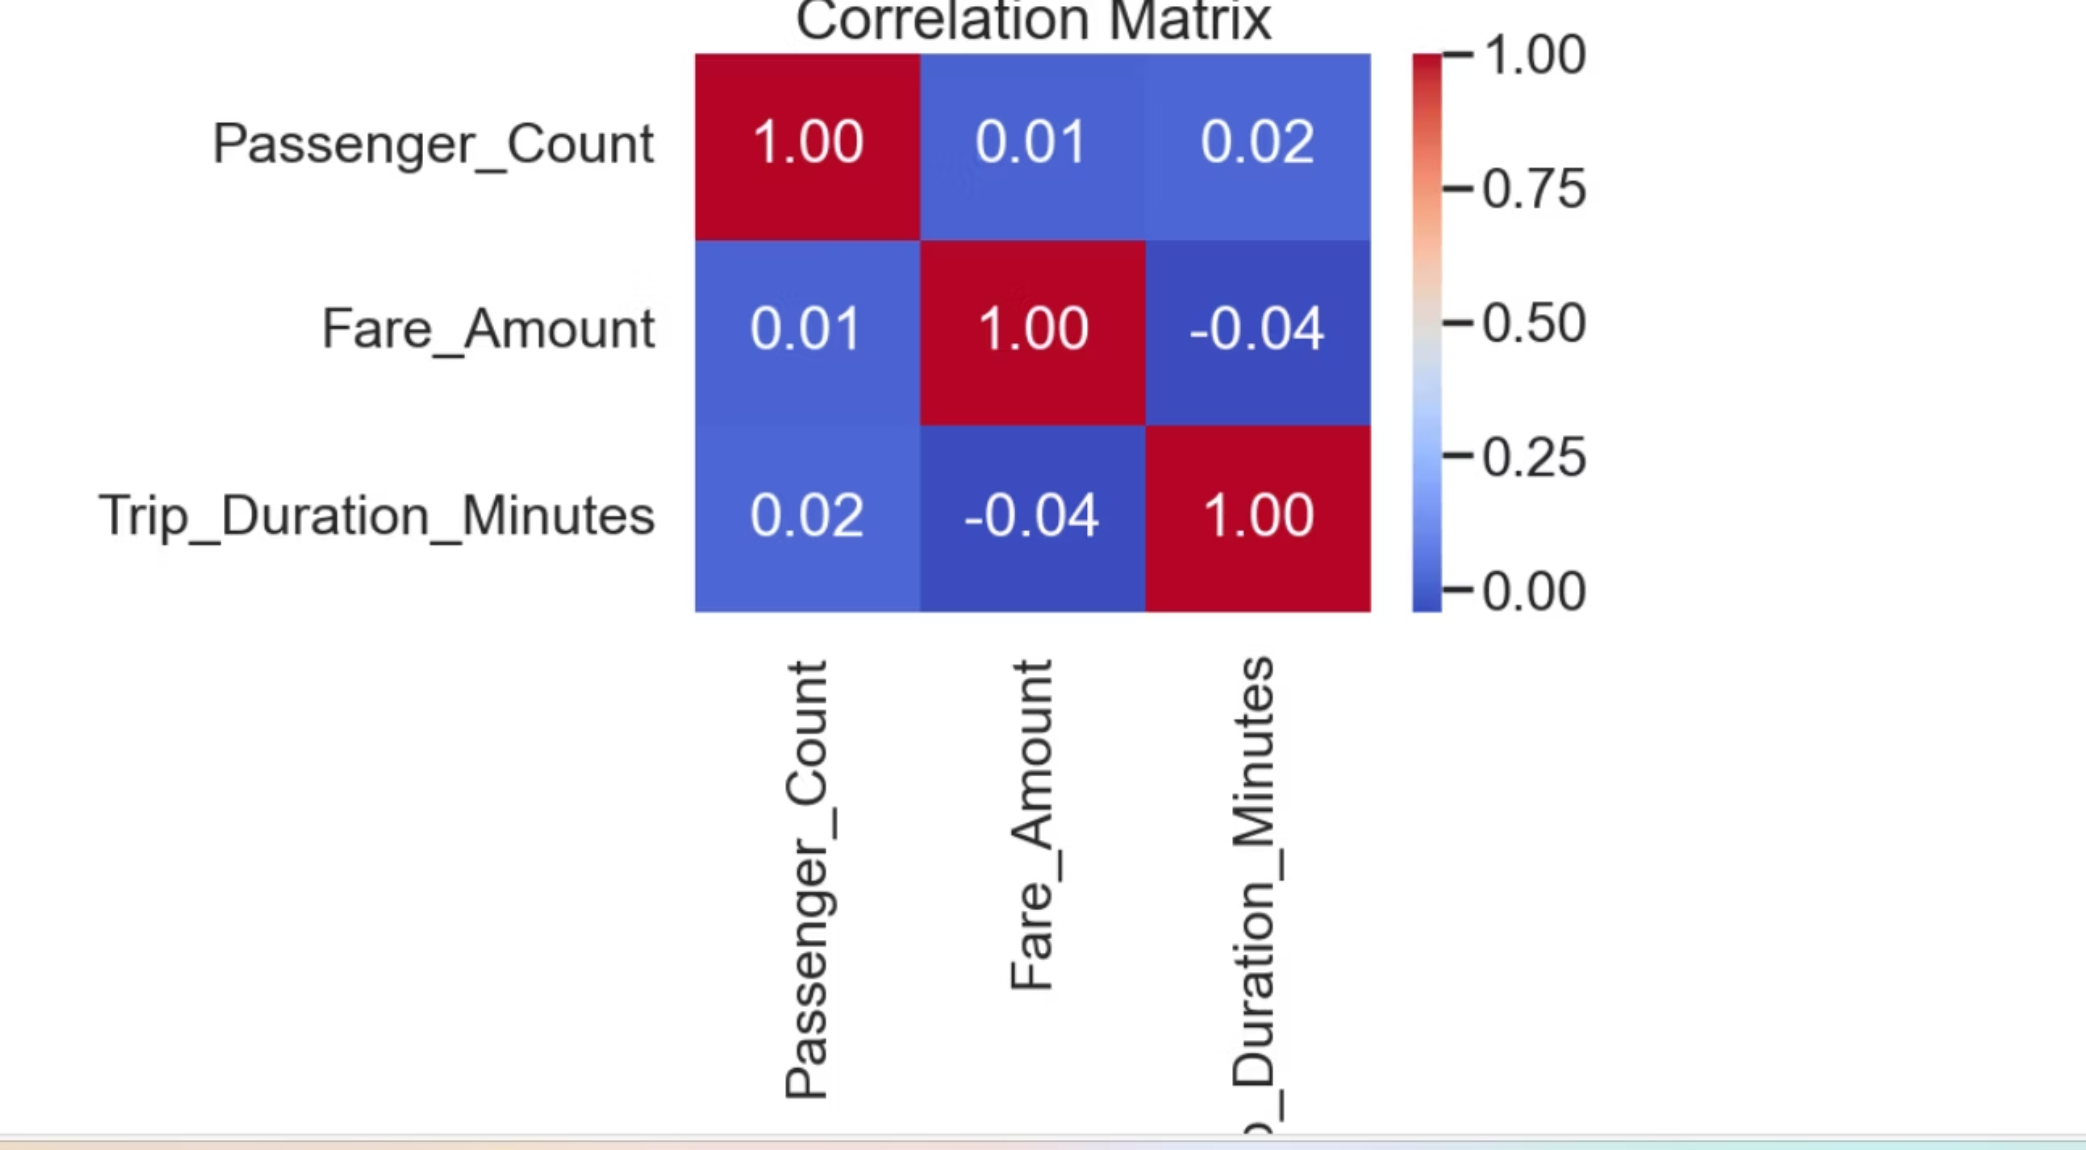 Correlation Matrix
1.00
Passenger_Count
1.00 0.01 0.02
0.75
Fare_Amount
0.01 1.00 -0.04
0.50
0.25
Trip_Duration_Minutes
0.02 -0.04 1.00
0.00
Passenger_Count
Fare_Amount
_Duration_Minutes